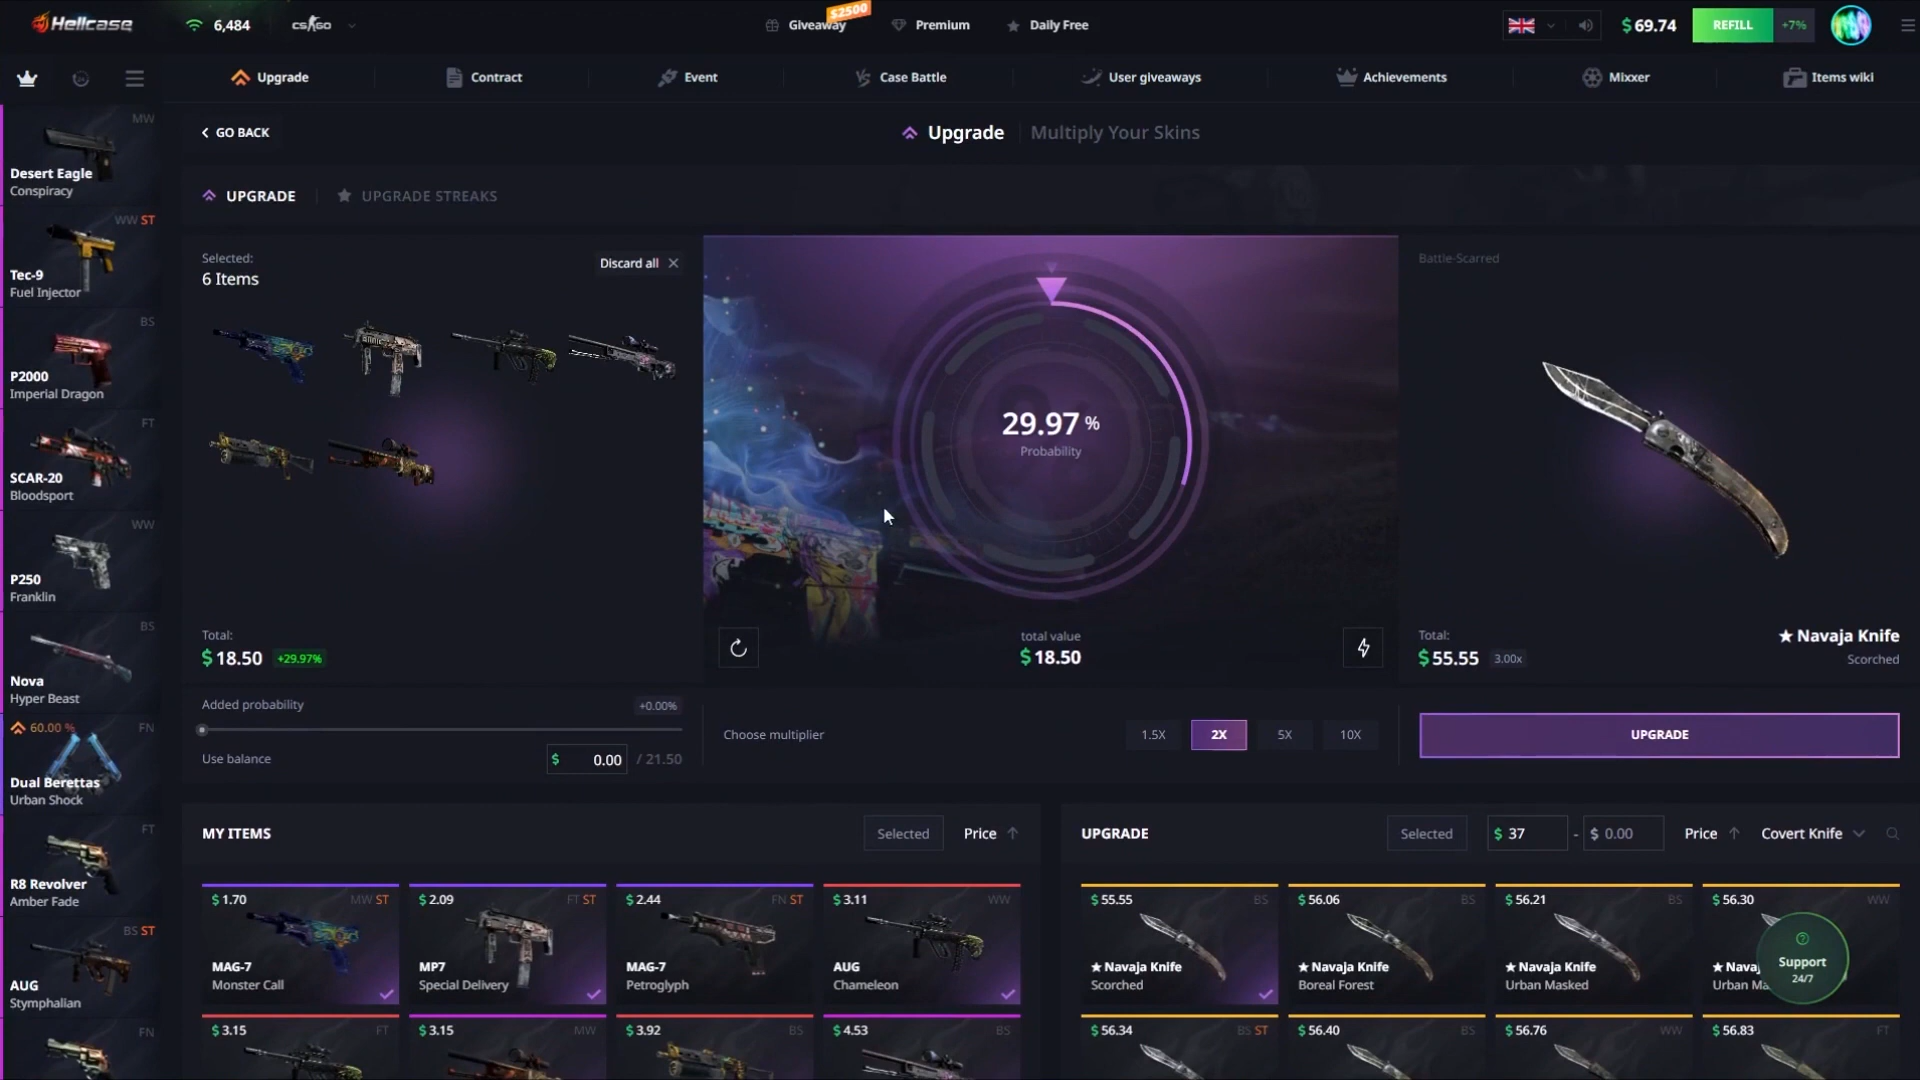 Hellcase
6,484
CS:GO
Giveaway
$2500
Premium
Daily Free
$ 69.74
REFILL
+7%
Upgrade
Contract
Event
Case Battle
User giveaways
Achievements
Mixxer
Items wiki
MW
Desert Eagle
Conspiracy
WW ST
Tec-9
Fuel Injector
BS
P2000
Imperial Dragon
FT
SCAR-20
Bloodsport
WW
P250
Franklin
BS
Nova
Hyper Beast
60.00 %
FN
Dual Berettas
Urban Shock
FT
R8 Revolver
Amber Fade
BS ST
AUG
Stymphalian
FN
GO BACK
Upgrade
Multiply Your Skins
UPGRADE
UPGRADE STREAKS
Selected:
6 Items
Discard all
Total:
$ 18.50
+29.97%
29.97 %
Probability
total value
$ 18.50
Battle-Scarred
Total:
$ 55.55
3.00x
★ Navaja Knife
Scorched
Added probability
+0.00%
Use balance
$ 0.00
/ 21.50
Choose multiplier
1.5X
2X
5X
10X
UPGRADE
MY ITEMS
Selected
Price
$ 1.70
MW ST
MAG-7
Monster Call
$ 2.09
FT ST
MP7
Special Delivery
$ 2.44
FN ST
MAG-7
Petroglyph
$ 3.11
WW
AUG
Chameleon
$ 3.15
FT
$ 3.15
MW
$ 3.92
BS
$ 4.53
BS
UPGRADE
Selected
$ 37
-
$ 0.00
Price
Covert Knife
$ 55.55
BS
★ Navaja Knife
Scorched
$ 56.06
BS
★ Navaja Knife
Boreal Forest
$ 56.21
BS
★ Navaja Knife
Urban Masked
$ 56.30
WW
★ Navaj
Urban Ma
Support
24/7
$ 56.34
BS ST
$ 56.40
BS
$ 56.76
WW
$ 56.83
FT